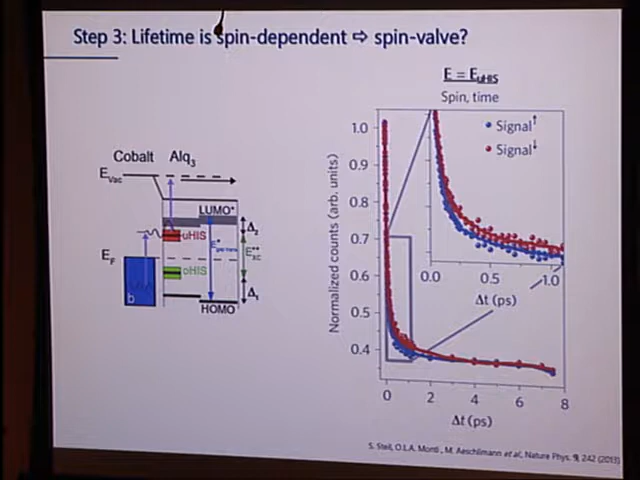 Step 3: Lifetime is spin-dependent ⇨ spin-valve?
E = E_uHIS
Spin, time
Cobalt Alq₃
E_Vac
LUMO*
Δ₂
uHIS
E_F
oHIS
Δ₁
HOMO
b
Normalized counts (arb. units)
1.0
0.9
0.8
0.7
0.6
0.5
0.4
Signal↑
Signal↓
0.0 0.5 1.0
Δt (ps)
0 2 4 6 8
Δt (ps)
S. Steil, O.L.A. Monti, M. Aeschlimann et al, Nature Phys. 9, 242 (2013)